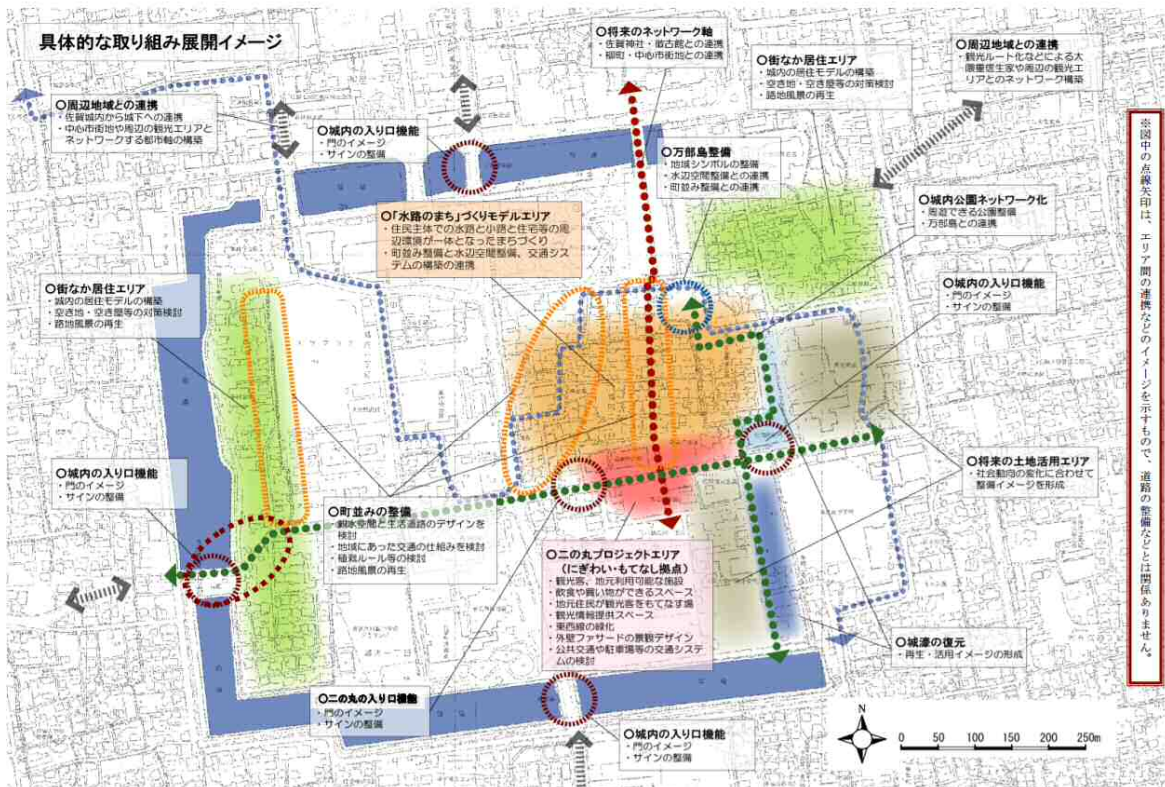 具体的な取り組み展開イメージ
〇将来のネットワーク軸
・佐賀神社・徴古館との連携
・柳町・中心市街地との連携
〇街なか居住エリア
・城内の居住モデルの構築
・空き地・空き屋等の対策検討
・路地風景の再生
〇周辺地域との連携
・観光ルート化などによる大
隈重信生家や周辺の観光エ
リアとのネットワーク構築
〇周辺地域との連携
・佐賀城内から城下への連携
・中心市街地や周辺の観光エリアと
ネットワークする都市軸の構築
〇城内の入り口機能
・門のイメージ
・サインの整備
〇万部島整備
・地域シンボルの整備
・水辺空間整備との連携
・町並み整備との連携
〇城内公園ネットワーク化
・周遊できる公園整備
・万部島との連携
〇「水路のまち」づくりモデルエリア
・住民主体での水路と小路と住宅等の周
辺環境が一体となったまちづくり
・町並み整備と水辺空間整備、交通シス
テムの構築の連携
〇街なか居住エリア
・城内の居住モデルの構築
・空き地・空き屋等の対策検討
・路地風景の再生
〇城内の入り口機能
・門のイメージ
・サインの整備
〇城内の入り口機能
・門のイメージ
・サインの整備
〇町並みの整備
・親水空間と生活道路のデザインを
検討
・地域にあった交通の仕組みを検討
・植栽ルール等の検討
・路地風景の再生
〇将来の土地活用エリア
・社会動向の変化に合わせて
整備イメージを形成
〇二の丸プロジェクトエリア
（にぎわい・もてなし拠点）
・観光客、地元利用可能な施設
・飲食や買い物ができるスペース
・地元住民が観光客をもてなす場
・観光情報提供スペース
・東西線の緑化
・外壁ファサードの景観デザイン
・公共交通や駐車場等の交通システ
ムの検討
〇城濠の復元
・再生・活用イメージの形成
〇二の丸の入り口機能
・門のイメージ
・サインの整備
〇城内の入り口機能
・門のイメージ
・サインの整備
N
0 50 100 150 200 250m
※図中の点線矢印は、エリア間の連携などのイメージを示すもので、道路の整備などとは関係ありません。